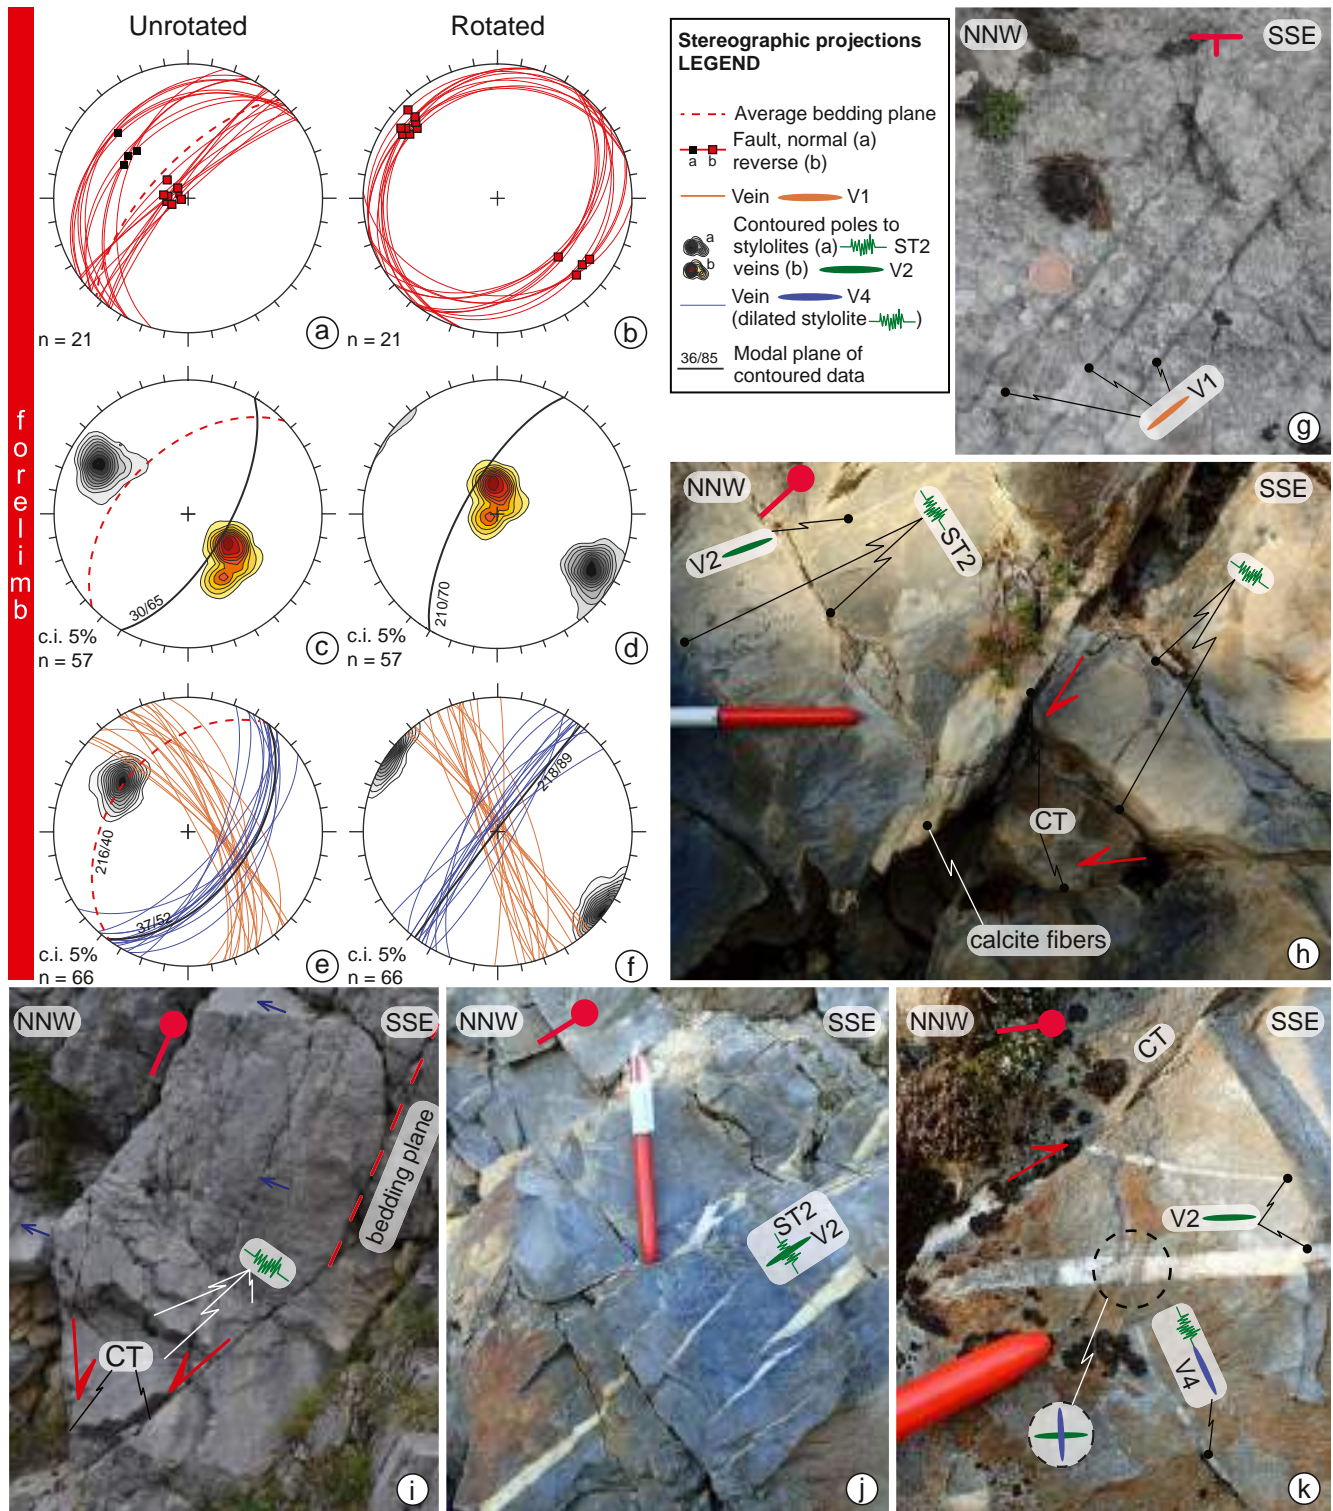 forelimb
Unrotated
Rotated
n = 21
a
n = 21
b
c.i. 5%
n = 57
30/65
c
c.i. 5%
n = 57
210/70
d
216/40
37/52
c.i. 5%
n = 66
e
218/89
c.i. 5%
n = 66
f
Stereographic projections
LEGEND
Average bedding plane
Fault, normal (a)
reverse (b)
a b
Vein V1
Contoured poles to
stylolites (a) ST2
veins (b) V2
a
b
Vein V4
(dilated stylolite )
36/85 Modal plane of
contoured data
NNW SSE
V1
g
NNW SSE
V2
ST2
CT
calcite fibers
h
NNW SSE
bedding plane
CT
i
NNW SSE
ST2
V2
j
NNW SSE
CT
V2
V4
k